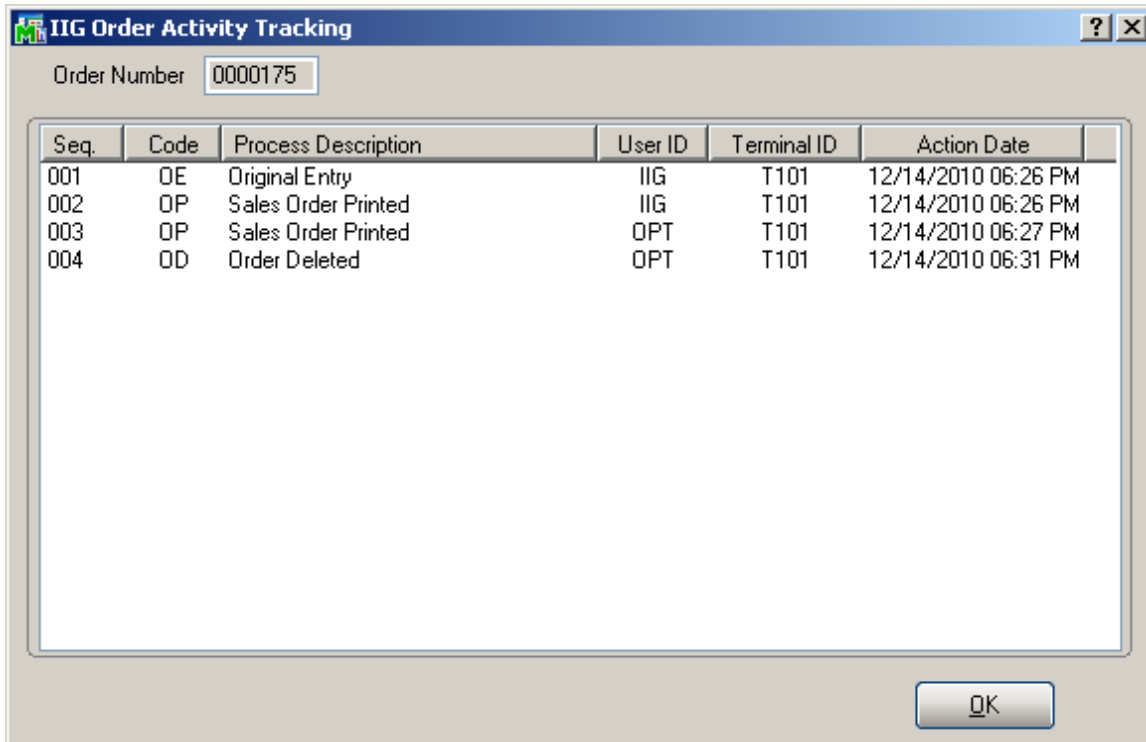 IIG Order Activity Tracking
Order Number 0000175
Seq. Code Process Description User ID Terminal ID Action Date
001 OE Original Entry IIG T101 12/14/2010 06:26 PM
002 OP Sales Order Printed IIG T101 12/14/2010 06:26 PM
003 OP Sales Order Printed OPT T101 12/14/2010 06:27 PM
004 OD Order Deleted OPT T101 12/14/2010 06:31 PM
OK